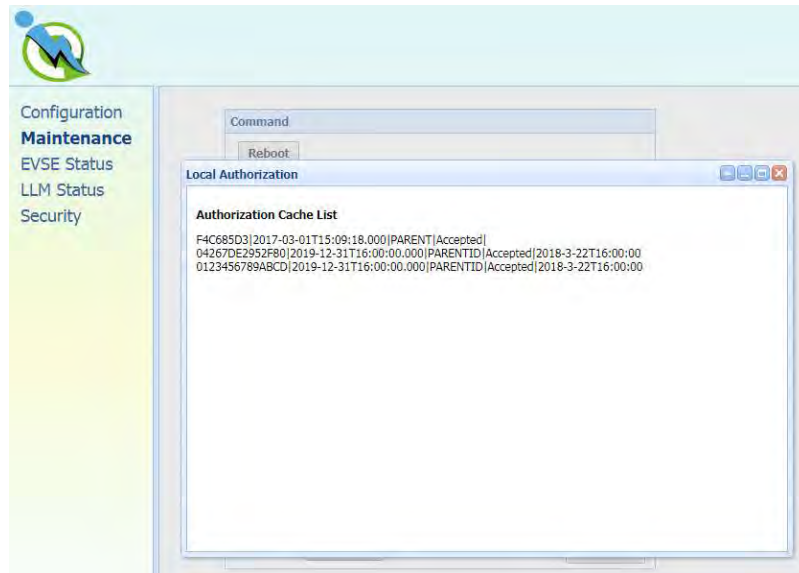 Configuration
Maintenance
EVSE Status
LLM Status
Security
Command
Reboot
Local Authorization
Authorization Cache List
F4C685D3|2017-03-01T15:09:18.000|PARENT|Accepted|
04267DE2952F80|2019-12-31T16:00:00.000|PARENTID|Accepted|2018-3-22T16:00:00
0123456789ABCD|2019-12-31T16:00:00.000|PARENTID|Accepted|2018-3-22T16:00:00